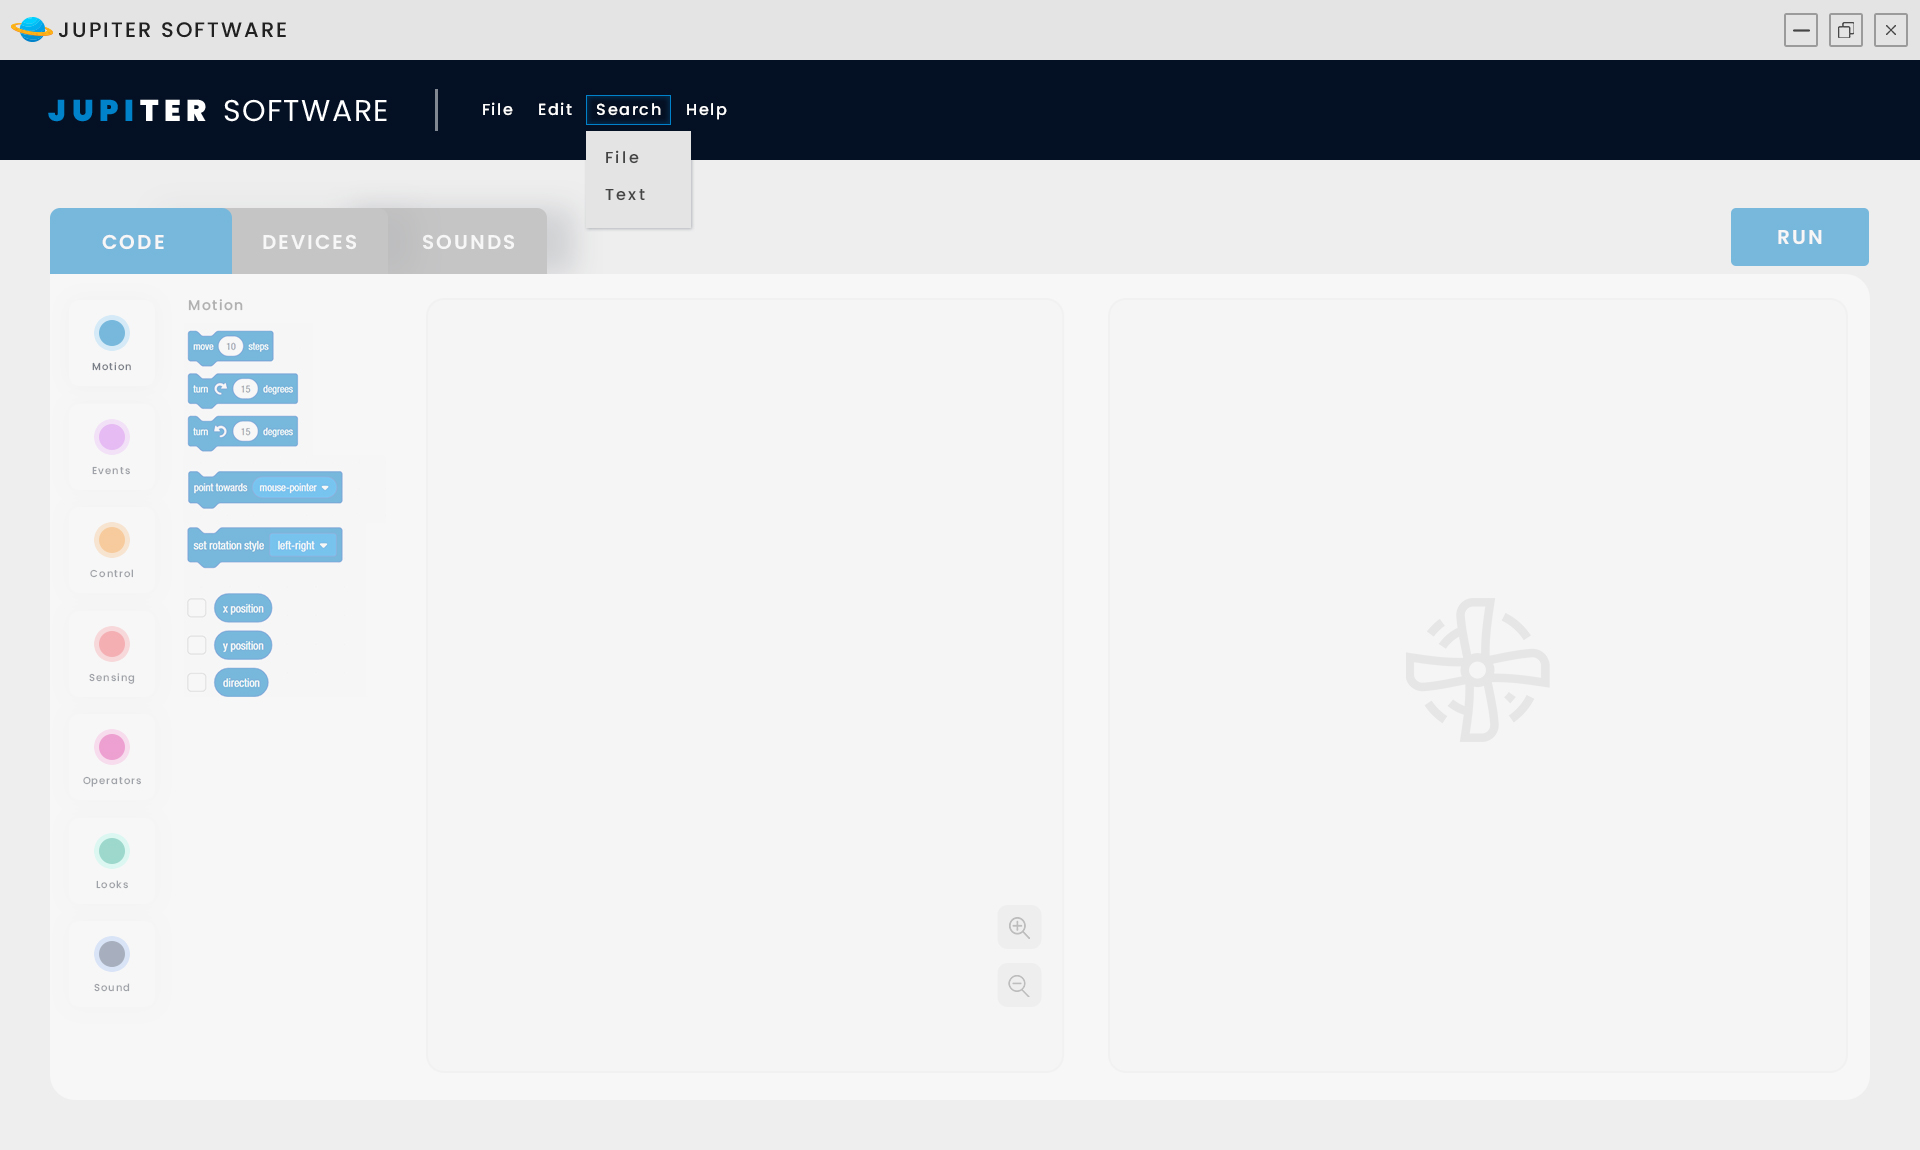 JUPITER SOFTWARE
JUPITER SOFTWARE
File Edit Search Help
File
Text
CODE DEVICES SOUNDS RUN
Motion
Events
Control
Sensing
Operators
Looks
Sound
Motion
move 10 steps
turn 15 degrees
turn 15 degrees
point towards mouse-pointer
set rotation style left-right
x position
y position
direction